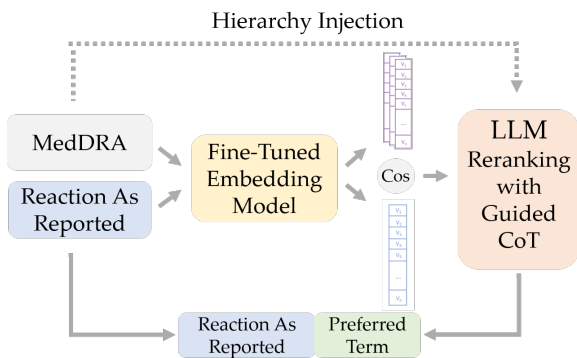 Hierarchy Injection
MedDRA
Reaction As
Reported
Fine-Tuned
Embedding
Model
Cos
...
...
LLM
Reranking
with
Guided
CoT
Reaction As
Reported
Preferred
Term